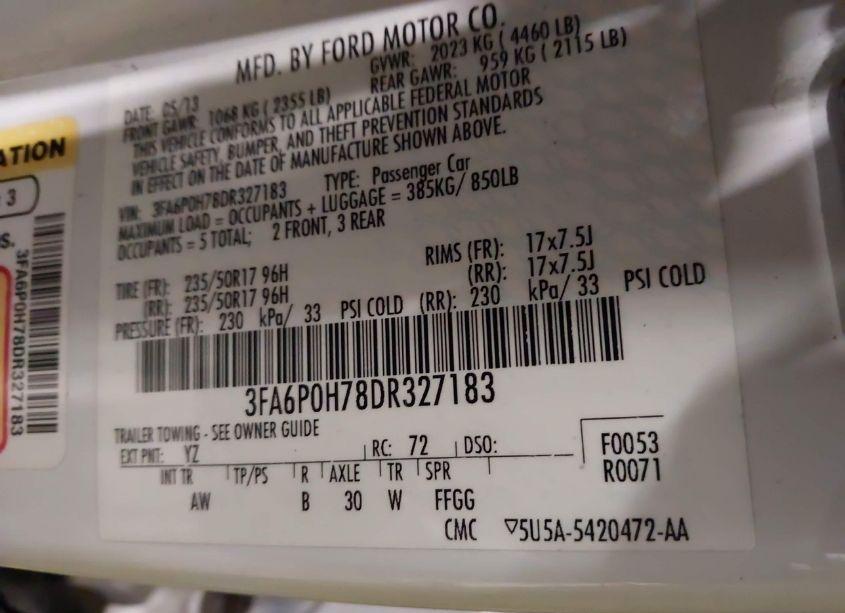 MFD. BY FORD MOTOR CO.
DATE: 05/13 GVWR: 2023 KG ( 4460 LB)
FRONT GAWR: 1068 KG ( 2355 LB) REAR GAWR: 959 KG ( 2115 LB)
THIS VEHICLE CONFORMS TO ALL APPLICABLE FEDERAL MOTOR
VEHICLE SAFETY, BUMPER, AND THEFT PREVENTION STANDARDS
IN EFFECT ON THE DATE OF MANUFACTURE SHOWN ABOVE.
VIN: 3FA6P0H78DR327183 TYPE: Passenger Car
MAXIMUM LOAD = OCCUPANTS + LUGGAGE = 385KG/ 850LB
OCCUPANTS = 5 TOTAL; 2 FRONT, 3 REAR
TIRE (FR): 235/50R17 96H RIMS (FR): 17x7.5J
(RR): 235/50R17 96H (RR): 17x7.5J
PRESSURE (FR): 230 kPa/ 33 PSI COLD (RR): 230 kPa/ 33 PSI COLD
3FA6P0H78DR327183
TRAILER TOWING - SEE OWNER GUIDE
EXT PNT: YZ RC: 72 DSO: F0053
R0071
INT TR TP/PS R AXLE TR SPR
AW B 30 W FFGG
CMC ▽5U5A-5420472-AA
ATION
3
S.
3FA6P0H78DR327183